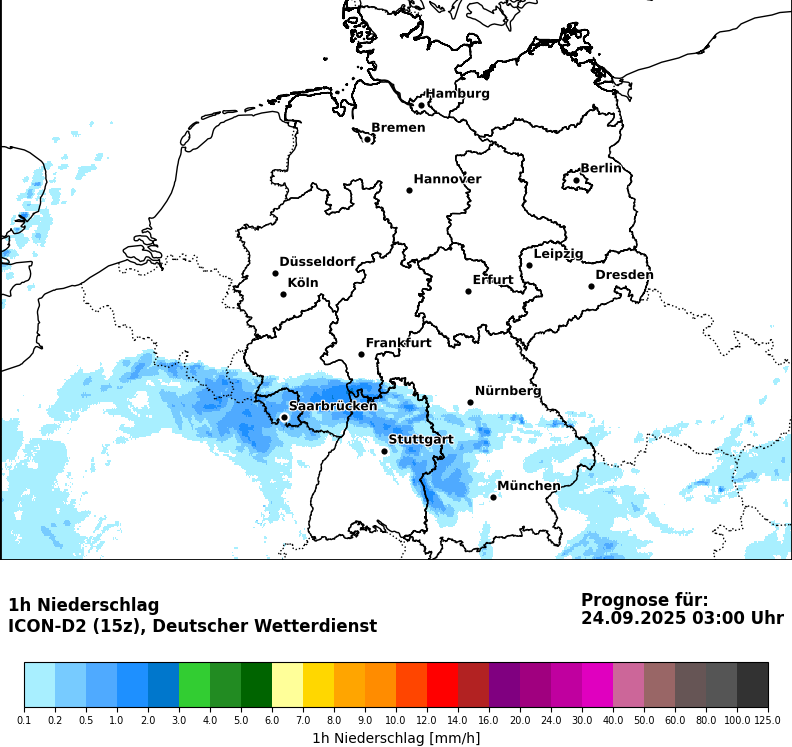 Hamburg
Bremen
Berlin
Hannover
Leipzig
Düsseldorf
Dresden
Köln
Erfurt
Frankfurt
Nürnberg
Saarbrücken
Stuttgart
München
1h Niederschlag
ICON-D2 (15z), Deutscher Wetterdienst
Prognose für:
24.09.2025 03:00 Uhr
0.1 0.2 0.5 1.0 2.0 3.0 4.0 5.0 6.0 7.0 9.0 10.0 12.0 14.0 16.0 20.0 24.0 30.0 40.0 50.0 60.0 80.0 100.0 125.0
1h Niederschlag [mm/h]